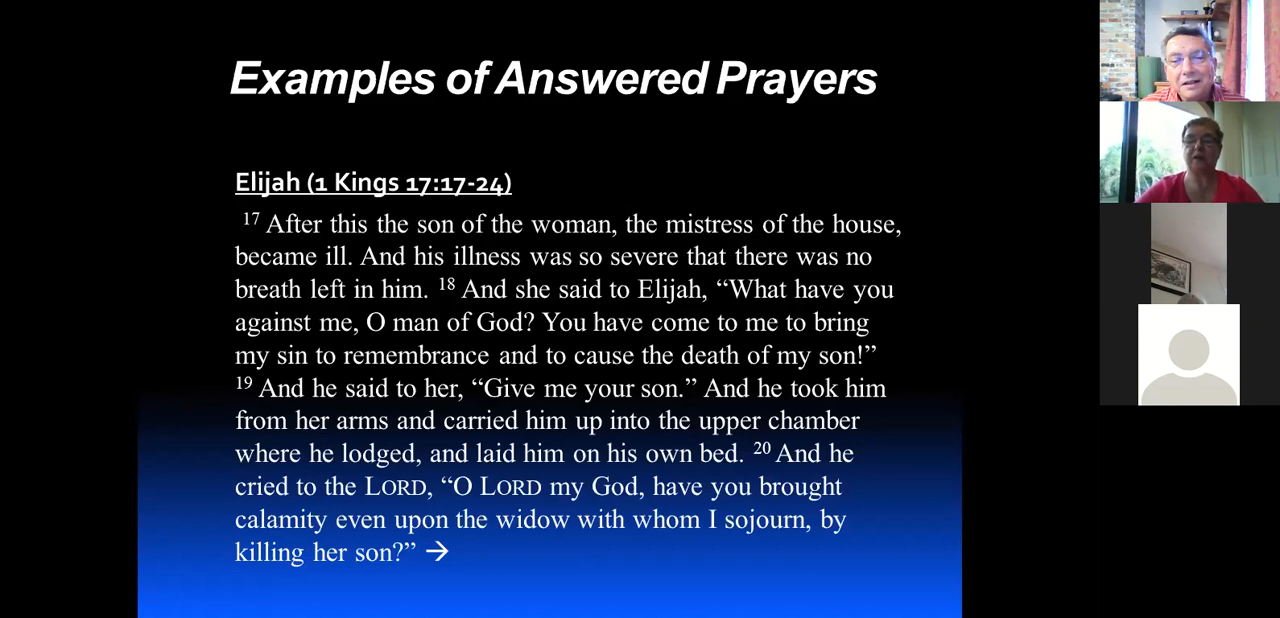 Examples of Answered Prayers
Elijah (1 Kings 17:17-24)
17 After this the son of the woman, the mistress of the house,
became ill. And his illness was so severe that there was no
breath left in him. 18 And she said to Elijah, “What have you
against me, O man of God? You have come to me to bring
my sin to remembrance and to cause the death of my son!”
19 And he said to her, “Give me your son.” And he took him
from her arms and carried him up into the upper chamber
where he lodged, and laid him on his own bed. 20 And he
cried to the LORD, “O LORD my God, have you brought
calamity even upon the widow with whom I sojourn, by
killing her son?” →